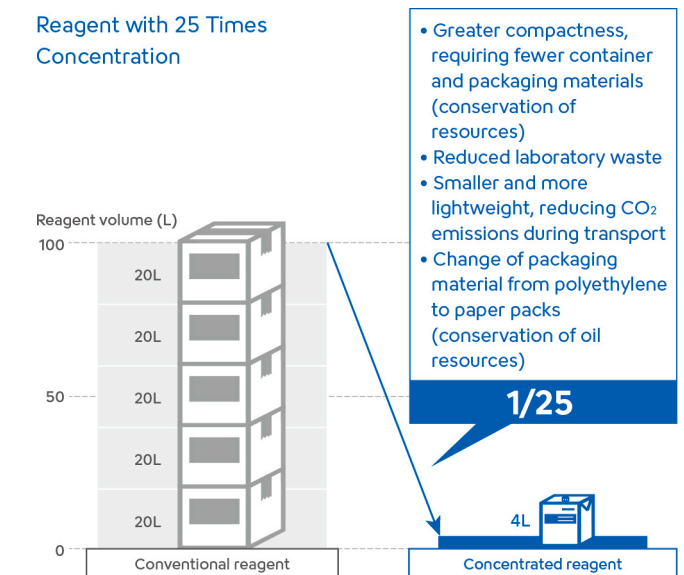 Reagent with 25 Times
Concentration
• Greater compactness,
requiring fewer container
and packaging materials
(conservation of
resources)
• Reduced laboratory waste
• Smaller and more
lightweight, reducing CO₂
emissions during transport
• Change of packaging
material from polyethylene
to paper packs
(conservation of oil
resources)
1/25
Reagent volume (L)
100
20L
20L
50
20L
20L
20L
4L
0
Conventional reagent
Concentrated reagent